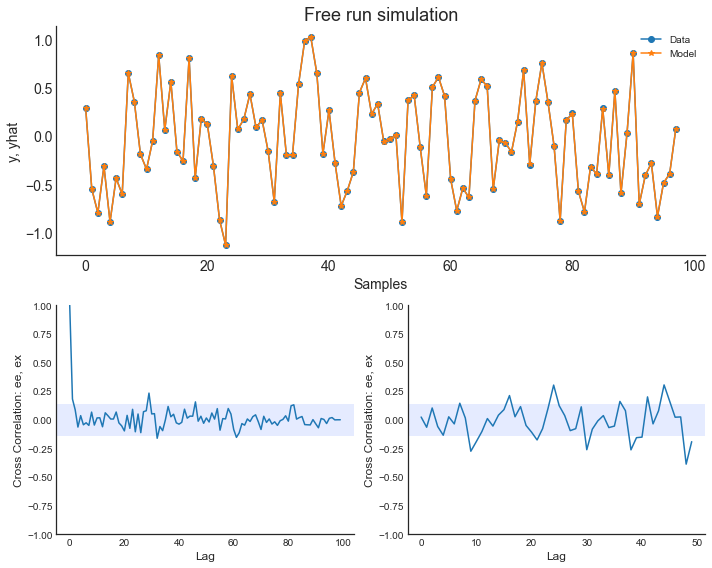 Free run simulation
Data
Model
y, yhat
1.0
0.5
0.0
−0.5
−1.0
0 20 40 60 80 100
Samples
Cross Correlation: ee, ex
1.00
0.75
0.50
0.25
0.00
−0.25
−0.50
−0.75
−1.00
0 20 40 60 80 100
Lag
Cross Correlation: ee, ex
1.00
0.75
0.50
0.25
0.00
−0.25
−0.50
−0.75
−1.00
0 10 20 30 40 50
Lag